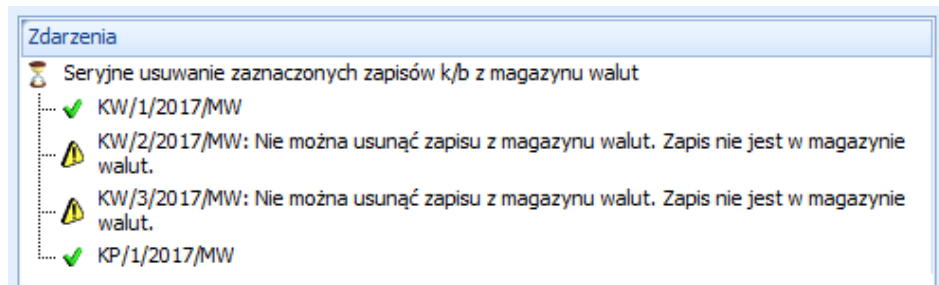 Zdarzenia
Seryjne usuwanie zaznaczonych zapisów k/b z magazynu walut
KW/1/2017/MW
KW/2/2017/MW: Nie można usunąć zapisu z magazynu walut. Zapis nie jest w magazynie
walut.
KW/3/2017/MW: Nie można usunąć zapisu z magazynu walut. Zapis nie jest w magazynie
walut.
KP/1/2017/MW